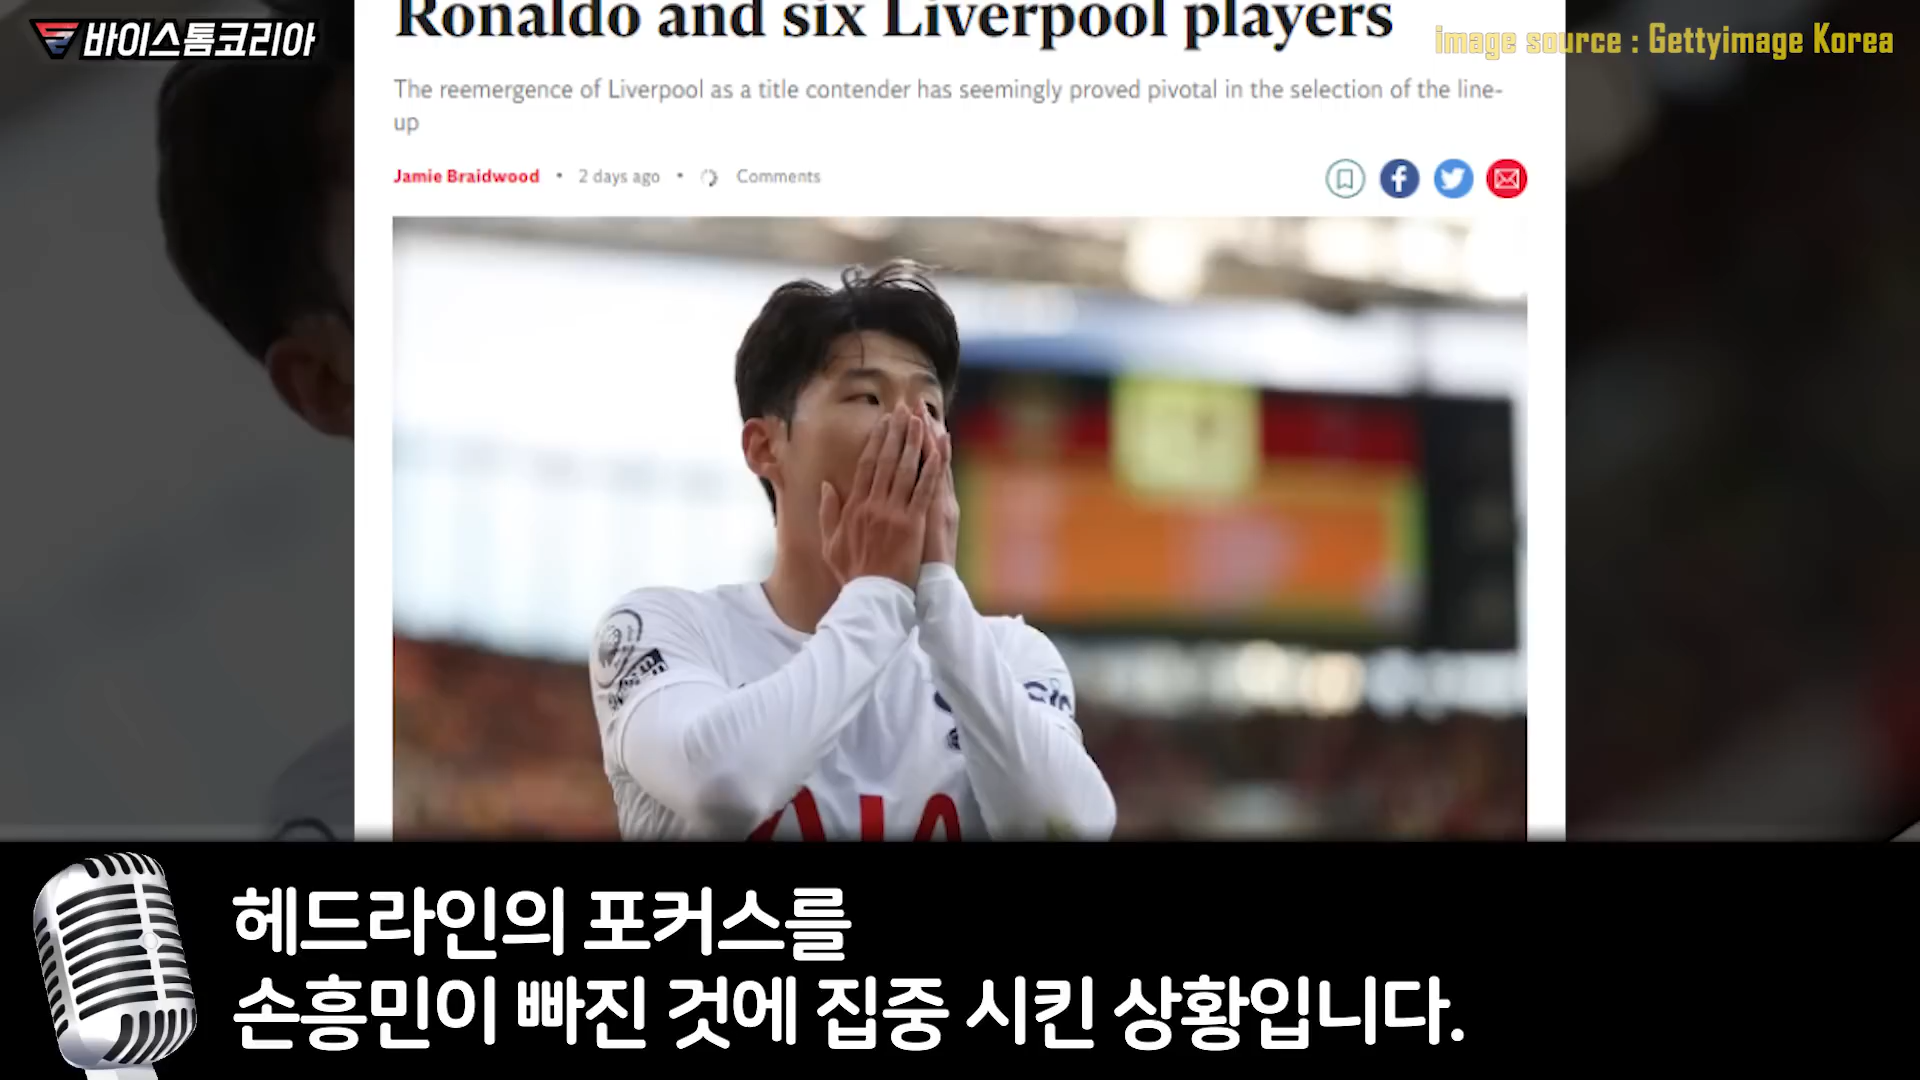 바이스톰코리아
image source : Gettyimage Korea
Ronaldo and six Liverpool players
The reemergence of Liverpool as a title contender has seemingly proved pivotal in the selection of the line-
up
Jamie Braidwood • 2 days ago • Comments
헤드라인의 포커스를
손흥민이 빠진 것에 집중 시킨 상황입니다.